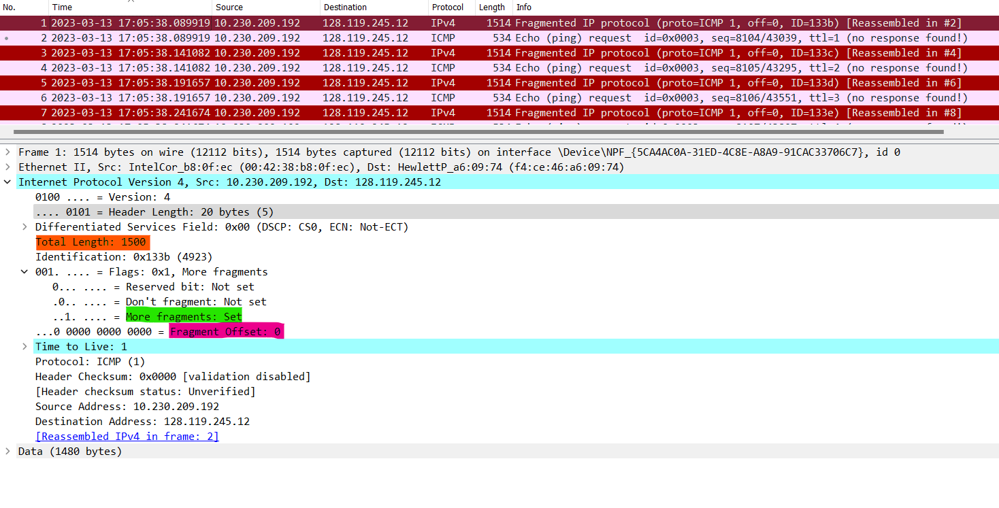 No. Time Source Destination Protocol Length Info
1 2023-03-13 17:05:38.089919 10.230.209.192 128.119.245.12 IPv4 1514 Fragmented IP protocol (proto=ICMP 1, off=0, ID=133b) [Reassembled in #2]
2 2023-03-13 17:05:38.089919 10.230.209.192 128.119.245.12 ICMP 534 Echo (ping) request id=0x0003, seq=8104/43039, ttl=1 (no response found!)
3 2023-03-13 17:05:38.141082 10.230.209.192 128.119.245.12 IPv4 1514 Fragmented IP protocol (proto=ICMP 1, off=0, ID=133c) [Reassembled in #4]
4 2023-03-13 17:05:38.141082 10.230.209.192 128.119.245.12 ICMP 534 Echo (ping) request id=0x0003, seq=8105/43295, ttl=2 (no response found!)
5 2023-03-13 17:05:38.191657 10.230.209.192 128.119.245.12 IPv4 1514 Fragmented IP protocol (proto=ICMP 1, off=0, ID=133d) [Reassembled in #6]
6 2023-03-13 17:05:38.191657 10.230.209.192 128.119.245.12 ICMP 534 Echo (ping) request id=0x0003, seq=8106/43551, ttl=3 (no response found!)
7 2023-03-13 17:05:38.241674 10.230.209.192 128.119.245.12 IPv4 1514 Fragmented IP protocol (proto=ICMP 1, off=0, ID=133e) [Reassembled in #8]
Frame 1: 1514 bytes on wire (12112 bits), 1514 bytes captured (12112 bits) on interface \Device\NPF_{5CA4AC0A-31ED-4C8E-A8A9-91CAC33706C7}, id 0
Ethernet II, Src: IntelCor_b8:0f:ec (00:42:38:b8:0f:ec), Dst: HewlettP_a6:09:74 (f4:ce:46:a6:09:74)
Internet Protocol Version 4, Src: 10.230.209.192, Dst: 128.119.245.12
0100 .... = Version: 4
.... 0101 = Header Length: 20 bytes (5)
Differentiated Services Field: 0x00 (DSCP: CS0, ECN: Not-ECT)
Total Length: 1500
Identification: 0x133b (4923)
001. .... = Flags: 0x1, More fragments
0... .... = Reserved bit: Not set
.0.. .... = Don't fragment: Not set
..1. .... = More fragments: Set
...0 0000 0000 0000 = Fragment Offset: 0
Time to Live: 1
Protocol: ICMP (1)
Header Checksum: 0x0000 [validation disabled]
[Header checksum status: Unverified]
Source Address: 10.230.209.192
Destination Address: 128.119.245.12
[Reassembled IPv4 in frame: 2]
Data (1480 bytes)